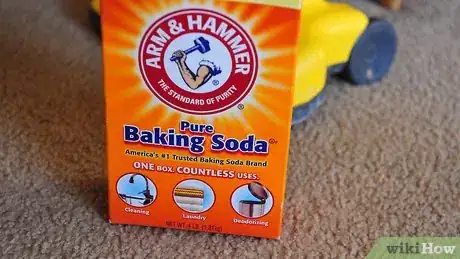 ARM & HAMMER
THE STANDARD OF PURITY
Pure
Baking Soda
America's #1 Trusted Baking Soda Brand
ONE BOX. COUNTLESS USES.
Cleaning
Laundry
Deodorizing
wikiHow